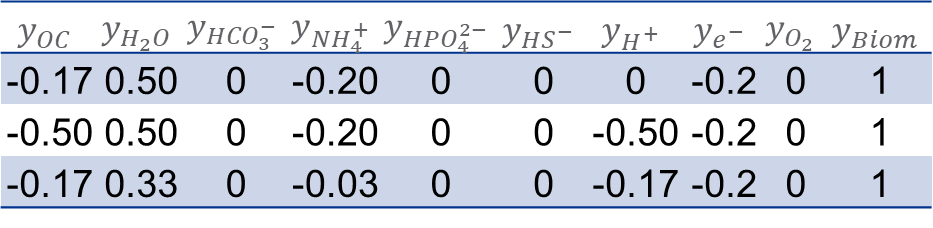 y_{OC} y_{H_2O} y_{HCO_3^-} y_{NH_4^+} y_{HPO_4^{2-}} y_{HS^-} y_{H^+} y_{e^-} y_{O_2} y_{Biom}
-0.17 0.50 0 -0.20 0 0 0 -0.2 0 1
-0.50 0.50 0 -0.20 0 0 -0.50 -0.2 0 1
-0.17 0.33 0 -0.03 0 0 -0.17 -0.2 0 1